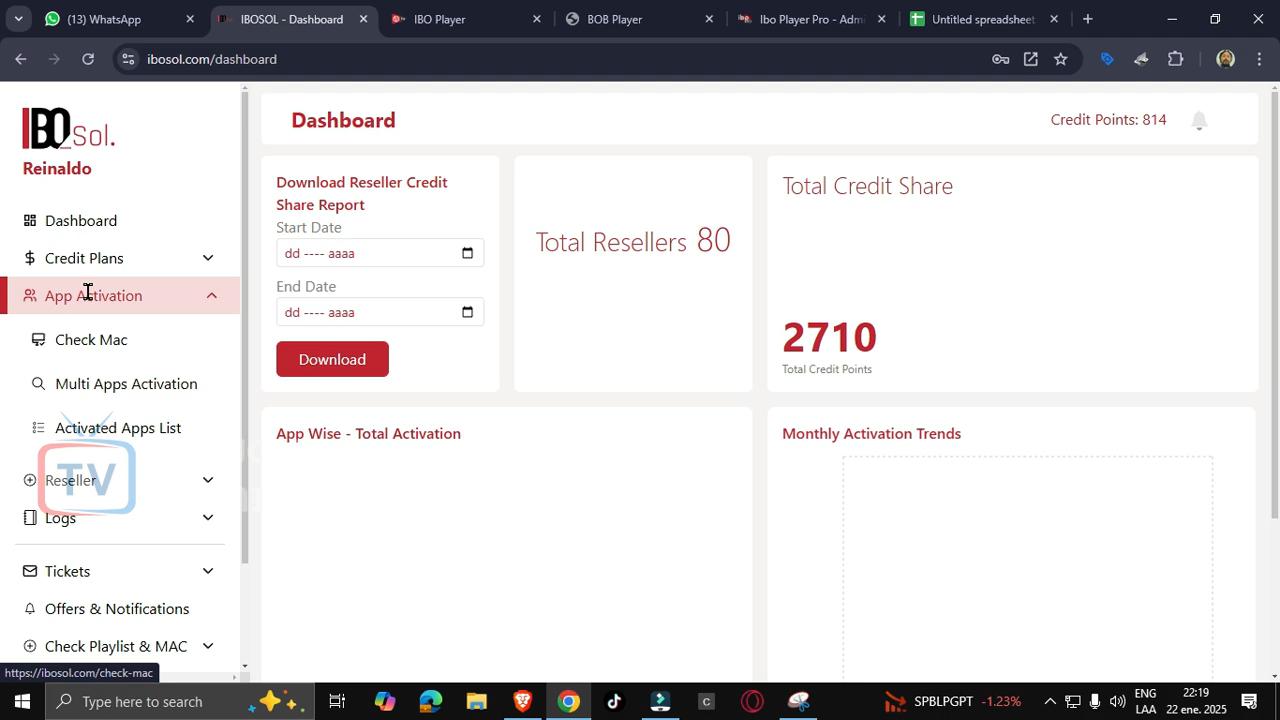 (13) WhatsApp
IBOSOL - Dashboard
IBO Player
BOB Player
Ibo Player Pro - Adm
Untitled spreadsheet
ibosol.com/dashboard
IBO_Sol.
Reinaldo
Dashboard
Credit Plans
App Activation
Check Mac
Multi Apps Activation
Activated Apps List
TV
Reseller
Logs
Tickets
Offers & Notifications
Check Playlist & MAC
https://ibosol.com/check-mac
Dashboard
Credit Points: 814
Download Reseller Credit
Share Report
Start Date
dd ---- aaaa
End Date
dd ---- aaaa
Download
Total Resellers 80
Total Credit Share
2710
Total Credit Points
App Wise - Total Activation
Monthly Activation Trends
Type here to search
C
SPBLPGPT -1.23%
ENG
LAA
22:19
22 ene. 2025